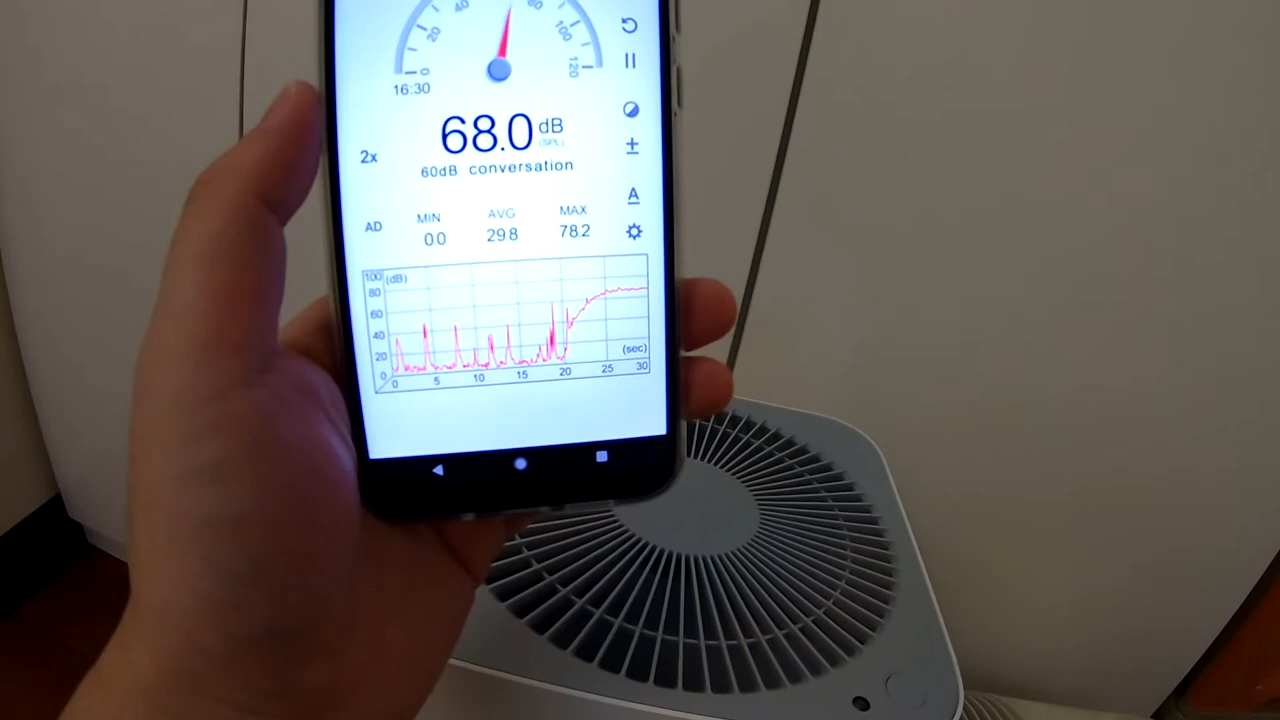 40
80
20
100
0
120
16:30
68.0 dB
(SPL)
2x
60dB conversation
A
AD
MIN AVG MAX
0.0 29.8 78.2
100 (dB)
80
60
40
20
0
(sec)
0 5 10 15 20 25 30